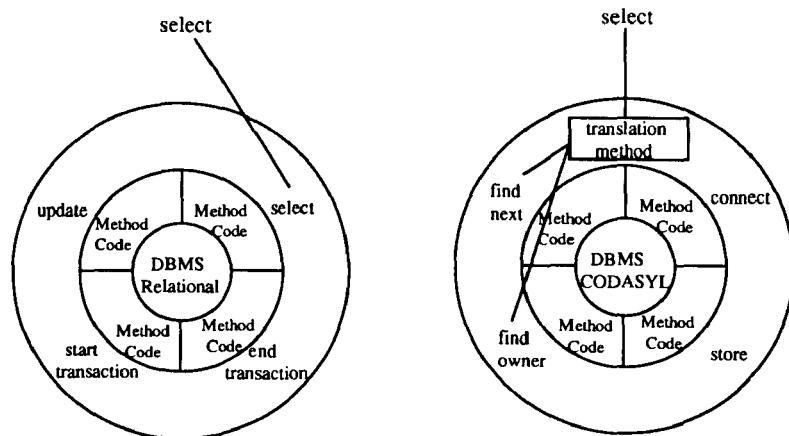 select
update
Method
Code
Method
Code
select
DBMS
Relational
Method
Code
Method
Code
start
transaction
end
transaction
select
translation
method
find
next
connect
Method
Code
Method
Code
DBMS
CODASYL
Method
Code
Method
Code
find
owner
store